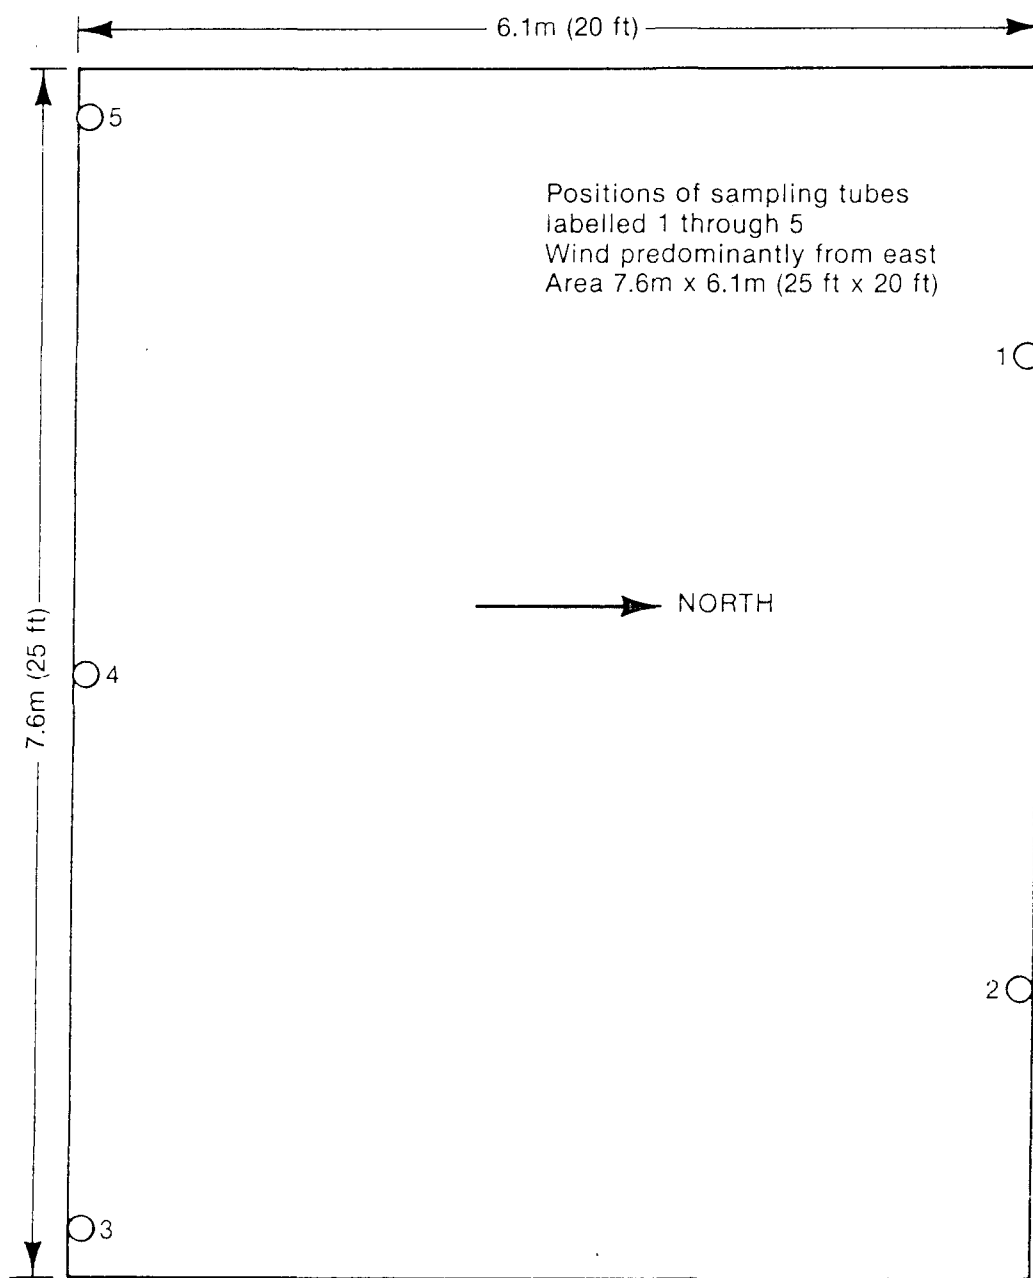 6.1m (20 ft)
5
Positions of sampling tubes
labelled 1 through 5
Wind predominantly from east
Area 7.6m x 6.1m (25 ft x 20 ft)
1
NORTH
7.6m (25 ft)
4
2
3